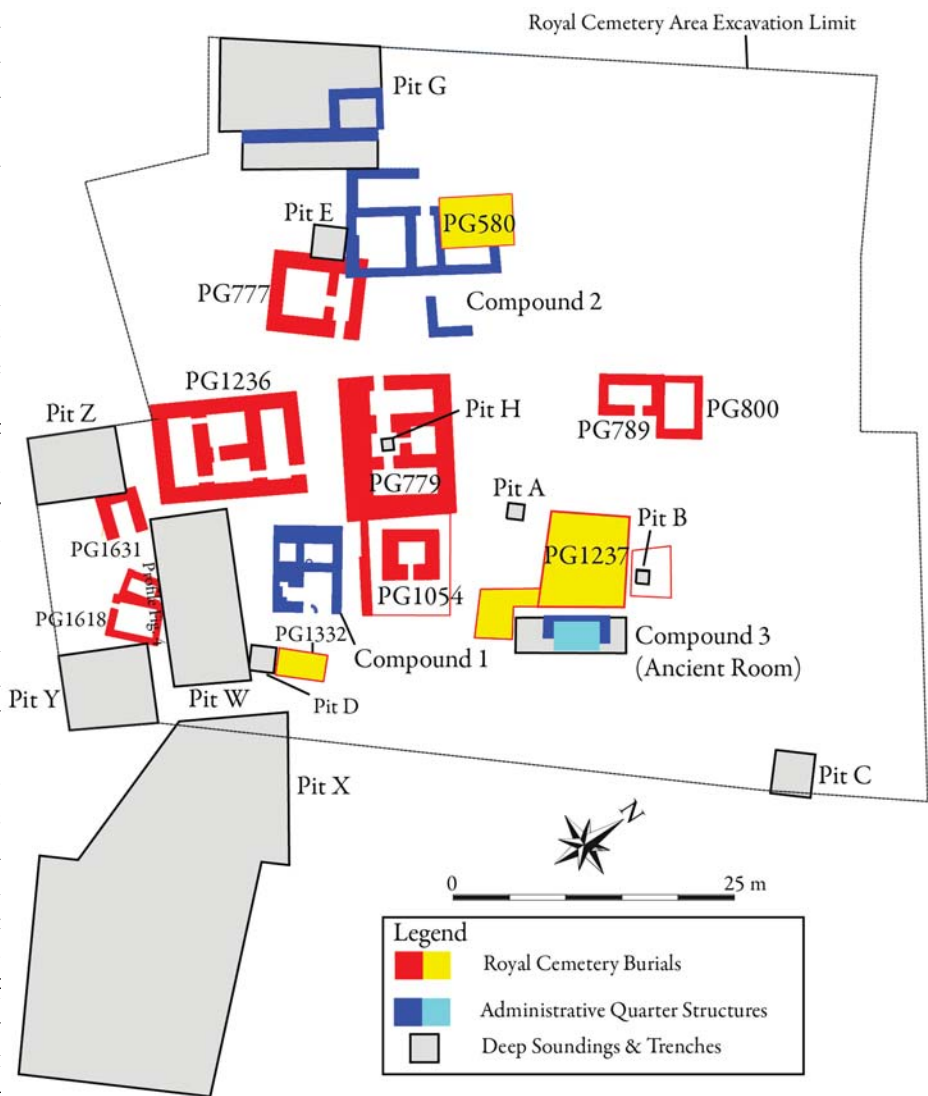 Royal Cemetery Area Excavation Limit
Pit G
Pit E
PG580
PG777
Compound 2
PG1236
Pit H
PG800
PG789
Pit Z
PG779
Pit A
Pit B
PG1237
PG1631
PG1054
PG1618
PG1332
Compound 1
Compound 3
(Ancient Room)
Pit Y
Pit W
Pit D
Pit X
Pit C
N
0 25 m
Legend
Royal Cemetery Burials
Administrative Quarter Structures
Deep Soundings & Trenches